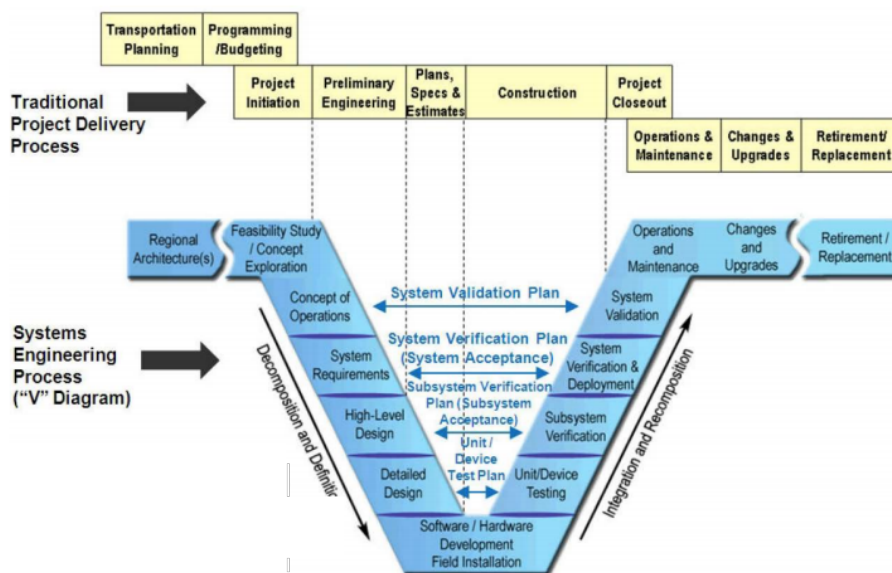 Transportation
Planning
Programming
/Budgeting
Project
Initiation
Preliminary
Engineering
Plans,
Specs &
Estimates
Construction
Project
Closeout
Operations &
Maintenance
Changes &
Upgrades
Retirement/
Replacement
Traditional
Project Delivery
Process
Regional
Architecture(s)
Feasibility Study
/ Concept
Exploration
Operations
and
Maintenance
Changes
and
Upgrades
Retirement /
Replacement
Concept of
Operations
System Validation Plan
System
Validation
Systems
Engineering
Process
("V" Diagram)
System
Requirements
System Verification Plan
(System Acceptance)
System
Verification &
Deployment
High-Level
Design
Subsystem Verification
Plan (Subsystem
Acceptance)
Subsystem
Verification
Detailed
Design
Unit /
Device
Test Plan
Unit/Device
Testing
Software / Hardware
Development
Field Installation
Decomposition and Definitir
Integration and Recomposition